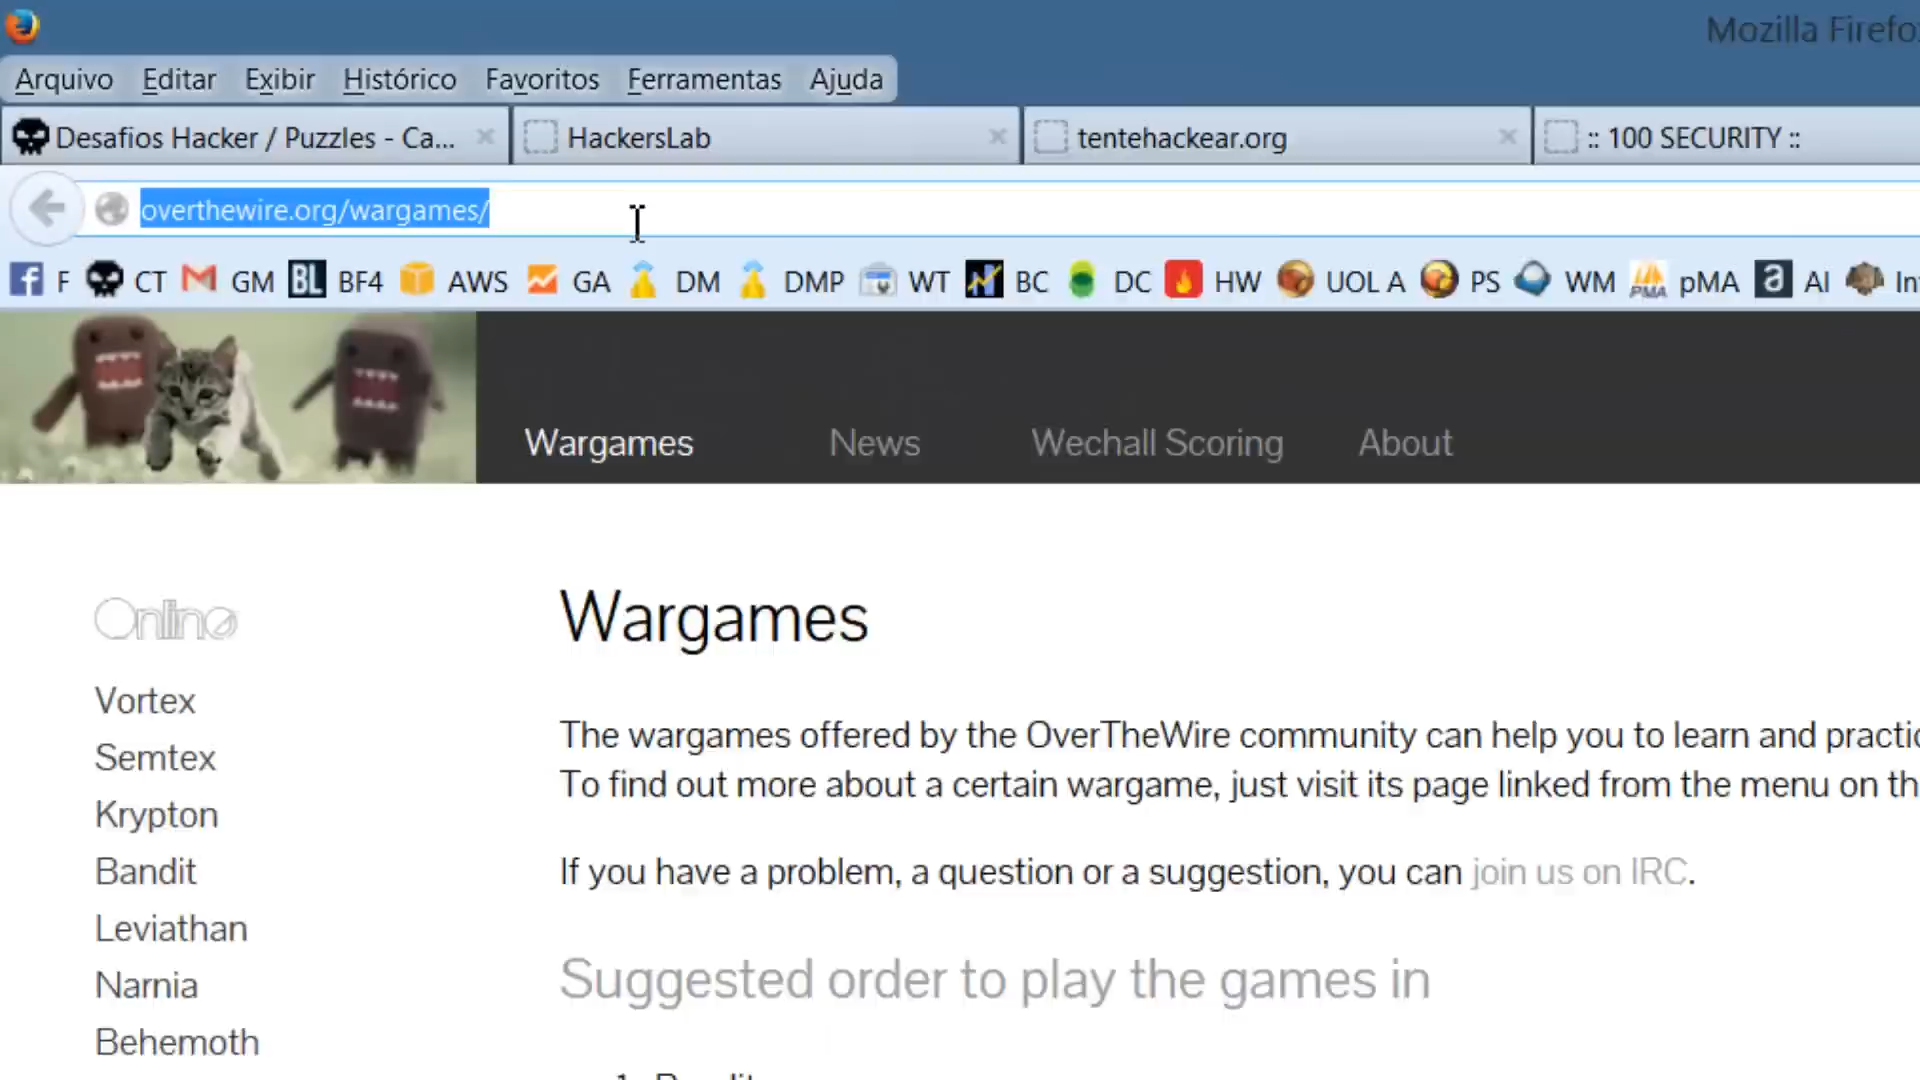 Mozilla Firefo
Arquivo Editar Exibir Histórico Favoritos Ferramentas Ajuda
Desafios Hacker / Puzzles - Ca... HackersLab tentehackear.org :: 100 SECURITY ::
overthewire.org/wargames/
F CT GM BL BF4 AWS GA DM DMP WT BC DC HW UOL A PS WM PMA pMA a AI In
Wargames News Wechall Scoring About
Online
Vortex
Semtex
Krypton
Bandit
Leviathan
Narnia
Behemoth
Wargames
The wargames offered by the OverTheWire community can help you to learn and practic
To find out more about a certain wargame, just visit its page linked from the menu on th
If you have a problem, a question or a suggestion, you can join us on IRC.
Suggested order to play the games in
1. Bandit